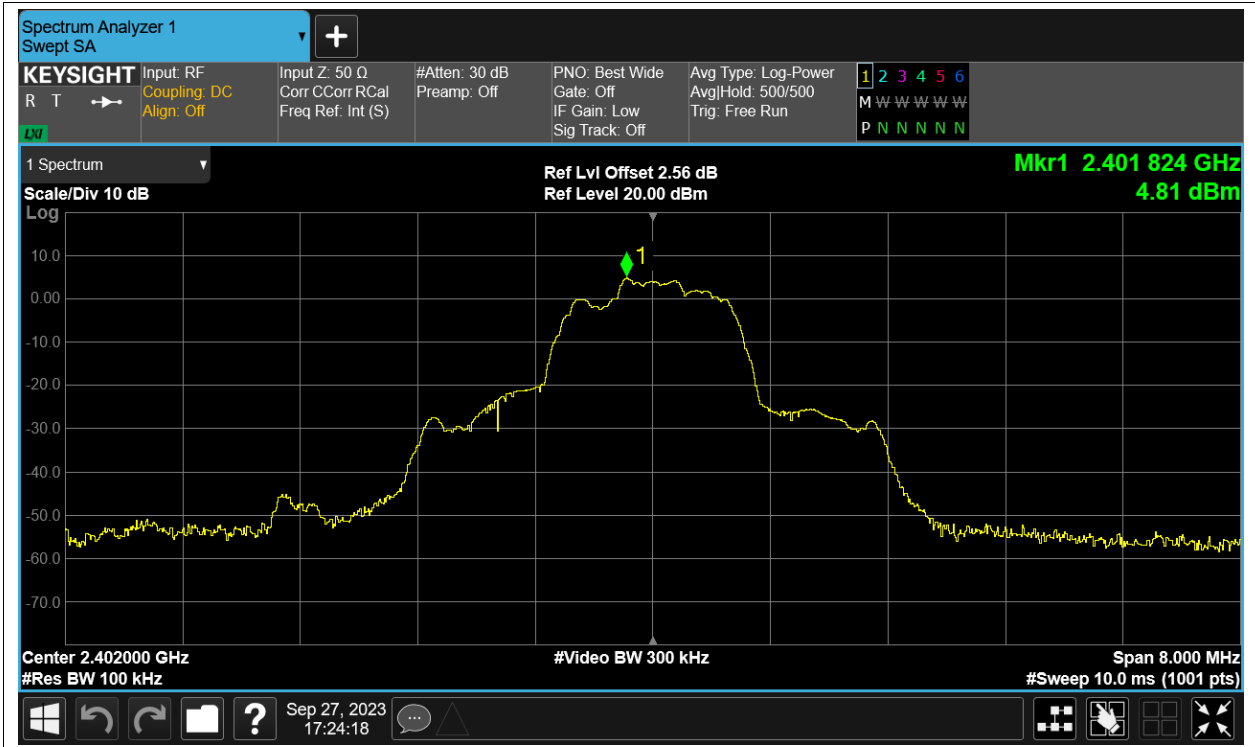 Spectrum Analyzer 1
Swept SA
KEYSIGHT
R T
LXI
Input: RF
Coupling: DC
Align: Off
Input Z: 50 Ω
Corr CCorr RCal
Freq Ref: Int (S)
#Atten: 30 dB
Preamp: Off
PNO: Best Wide
Gate: Off
IF Gain: Low
Sig Track: Off
Avg Type: Log-Power
Avg|Hold: 500/500
Trig: Free Run
1 2 3 4 5 6
M W W W W W
P N N N N N
1 Spectrum
Scale/Div 10 dB
Log
Ref Lvl Offset 2.56 dB
Ref Level 20.00 dBm
Mkr1 2.401 824 GHz
4.81 dBm
1
10.0
0.00
-10.0
-20.0
-30.0
-40.0
-50.0
-60.0
-70.0
Center 2.402000 GHz
#Res BW 100 kHz
#Video BW 300 kHz
Span 8.000 MHz
#Sweep 10.0 ms (1001 pts)
?
Sep 27, 2023
17:24:18